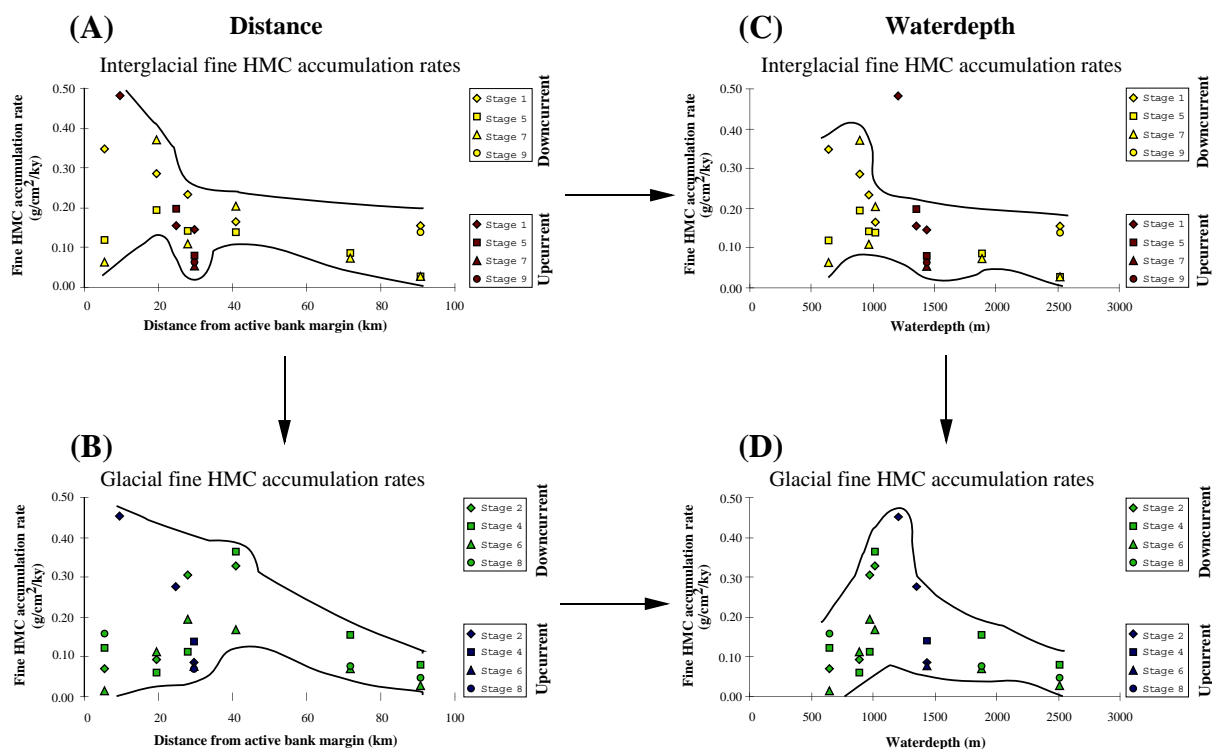 (A)
Distance
Interglacial fine HMC accumulation rates
Fine HMC accumulation rate
(g/cm²/ky)
0.50
0.40
0.30
0.20
0.10
0.00
0
20
40
60
80
100
Distance from active bank margin (km)
Stage 1
Stage 5
Stage 7
Stage 9
Downcurrent
Stage 1
Stage 5
Stage 7
Stage 9
Upcurrent
(C)
Waterdepth
Interglacial fine HMC accumulation rates
Fine HMC accumulation rate
(g/cm²/ky)
0.50
0.40
0.30
0.20
0.10
0.00
0
500
1000
1500
2000
2500
3000
Waterdepth (m)
Stage 1
Stage 5
Stage 7
Stage 9
Downcurrent
Stage 1
Stage 5
Stage 7
Stage 9
Upcurrent
(B)
Glacial fine HMC accumulation rates
Fine HMC accumulation rate
(g/cm²/ky)
0.50
0.40
0.30
0.20
0.10
0.00
0
20
40
60
80
100
Distance from active bank margin (km)
Stage 2
Stage 4
Stage 6
Stage 8
Downcurrent
Stage 2
Stage 4
Stage 6
Stage 8
Upcurrent
(D)
Glacial fine HMC accumulation rates
Fine HMC accumulation rate
(g/cm²/ky)
0.50
0.40
0.30
0.20
0.10
0.00
0
500
1000
1500
2000
2500
3000
Waterdepth (m)
Stage 2
Stage 4
Stage 6
Stage 8
Downcurrent
Stage 2
Stage 4
Stage 6
Stage 8
Upcurrent